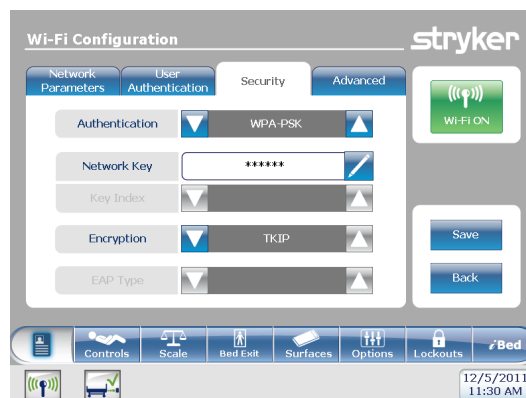 Wi-Fi Configuration
stryker
Network Parameters
User Authentication
Security
Advanced
Authentication
WPA-PSK
Wi-Fi ON
Network Key
******
Key Index
Encryption
TKIP
Save
EAP Type
Back
Controls
Scale
Bed Exit
Surfaces
Options
Lockouts
iBed
12/5/2011
11:30 AM